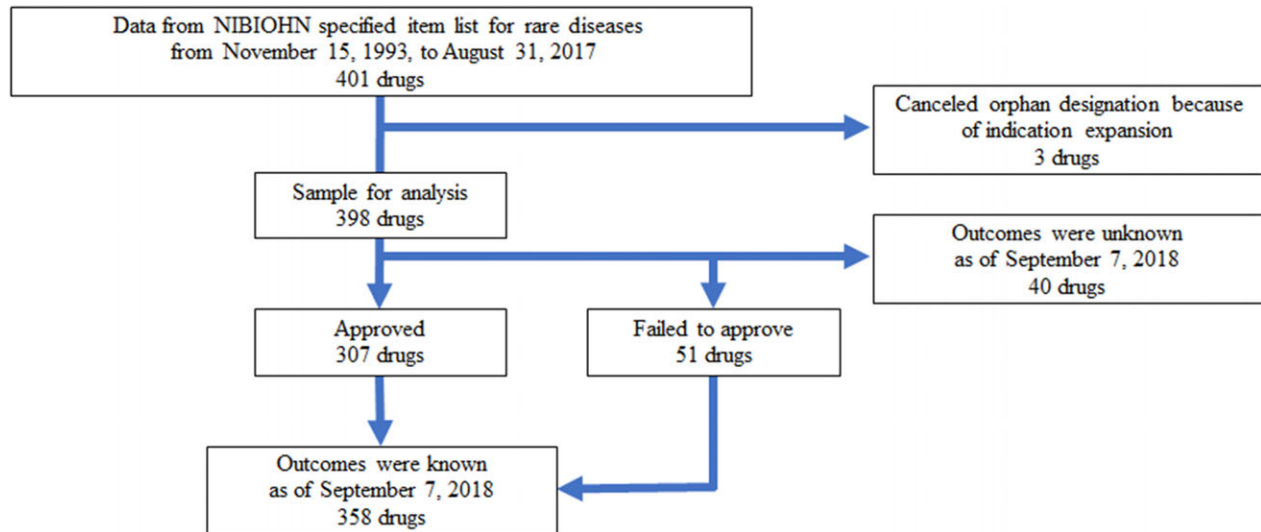 Data from NIBIOHN specified item list for rare diseases
from November 15, 1993, to August 31, 2017
401 drugs
Canceled orphan designation because
of indication expansion
3 drugs
Sample for analysis
398 drugs
Outcomes were unknown
as of September 7, 2018
40 drugs
Approved
307 drugs
Failed to approve
51 drugs
Outcomes were known
as of September 7, 2018
358 drugs